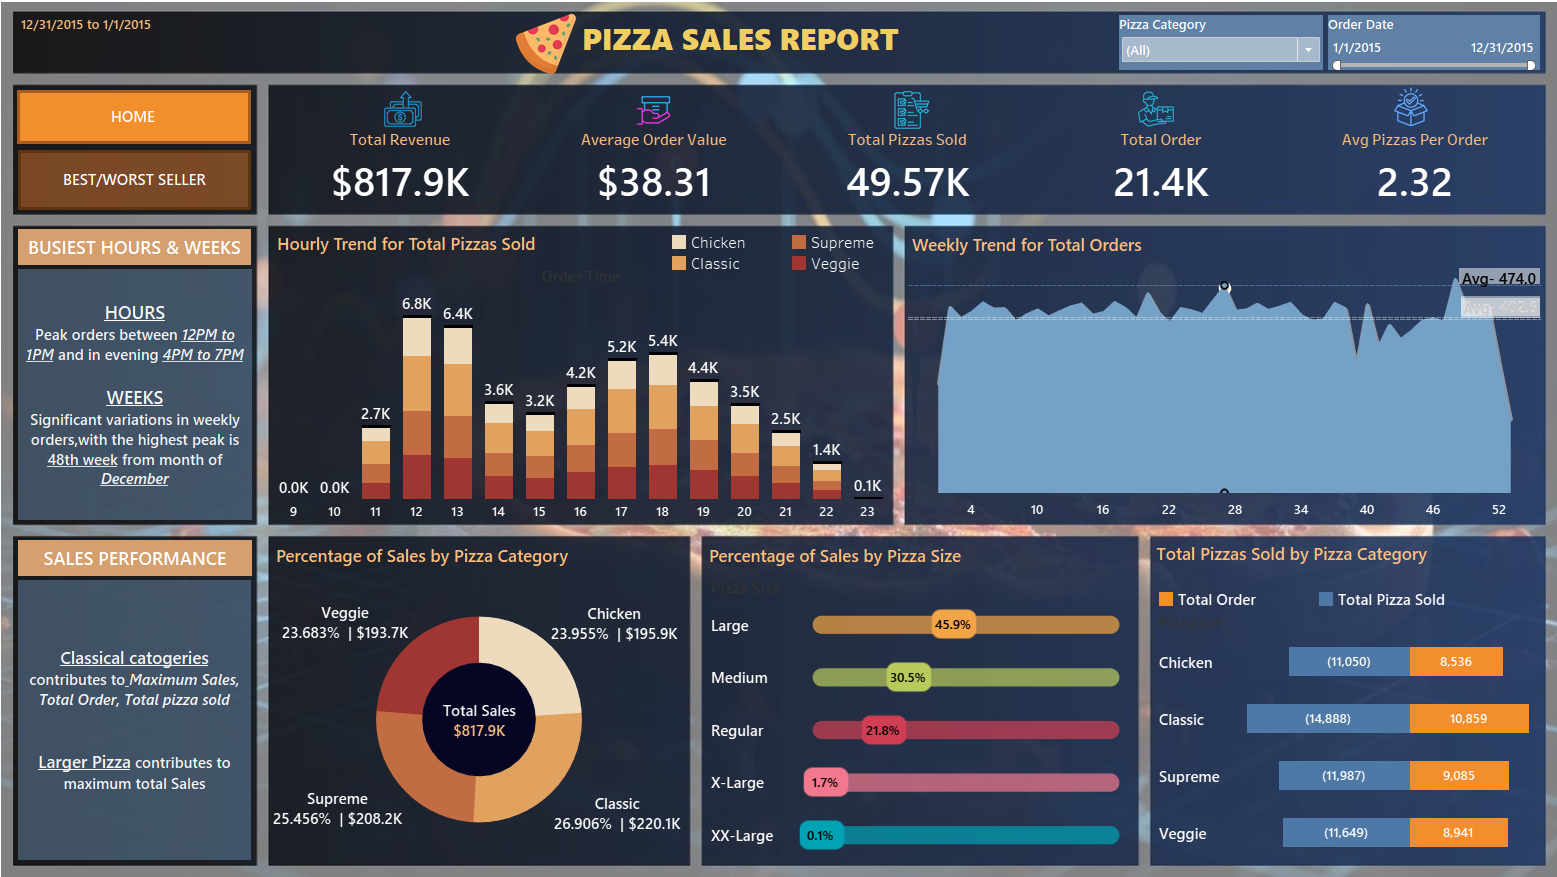 12/31/2015 to 1/1/2015
PIZZA SALES REPORT
Pizza Category
(All)
Order Date
1/1/2015 12/31/2015
HOME
BEST/WORST SELLER
Total Revenue
$817.9K
Average Order Value
$38.31
Total Pizzas Sold
49.57K
Total Order
21.4K
Avg Pizzas Per Order
2.32
BUSIEST HOURS & WEEKS
HOURS
Peak orders between 12PM to
1PM and in evening 4PM to 7PM
WEEKS
Significant variations in weekly
orders,with the highest peak is
48th week from month of
December
Hourly Trend for Total Pizzas Sold
Chicken Supreme
Classic Veggie
Order Time
0.0K 0.0K 2.7K 6.8K 6.4K 3.6K 3.2K 4.2K 5.2K 5.4K 4.4K 3.5K 2.5K 1.4K 0.1K
9 10 11 12 13 14 15 16 17 18 19 20 21 22 23
Weekly Trend for Total Orders
Avg- 474.0
Avg- 402.6
4 10 16 22 28 34 40 46 52
SALES PERFORMANCE
Classical catogeries
contributes to Maximum Sales,
Total Order, Total pizza sold
Larger Pizza contributes to
maximum total Sales
Percentage of Sales by Pizza Category
Veggie
23.683% | $193.7K
Chicken
23.955% | $195.9K
Total Sales
$817.9K
Supreme
25.456% | $208.2K
Classic
26.906% | $220.1K
Percentage of Sales by Pizza Size
Pizza Size
Large 45.9%
Medium 30.5%
Regular 21.8%
X-Large 1.7%
XX-Large 0.1%
Total Pizzas Sold by Pizza Category
Total Order Total Pizza Sold
Pizza Cat..
Chicken (11,050) 8,536
Classic (14,888) 10,859
Supreme (11,987) 9,085
Veggie (11,649) 8,941